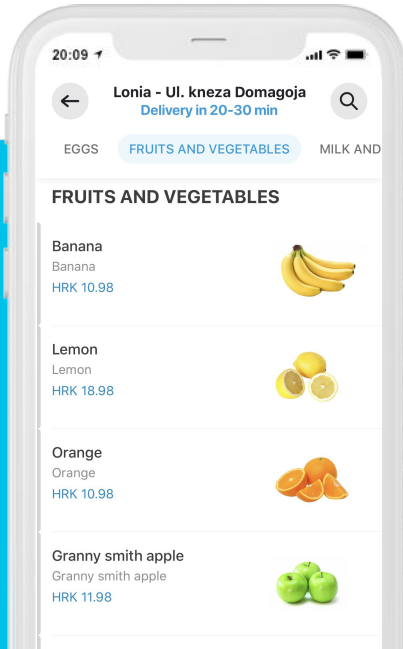 20:09
Lonia - Ul. kneza Domagoja
Delivery in 20-30 min
EGGS FRUITS AND VEGETABLES MILK AND
FRUITS AND VEGETABLES
Banana
Banana
HRK 10.98
Lemon
Lemon
HRK 18.98
Orange
Orange
HRK 10.98
Granny smith apple
Granny smith apple
HRK 11.98